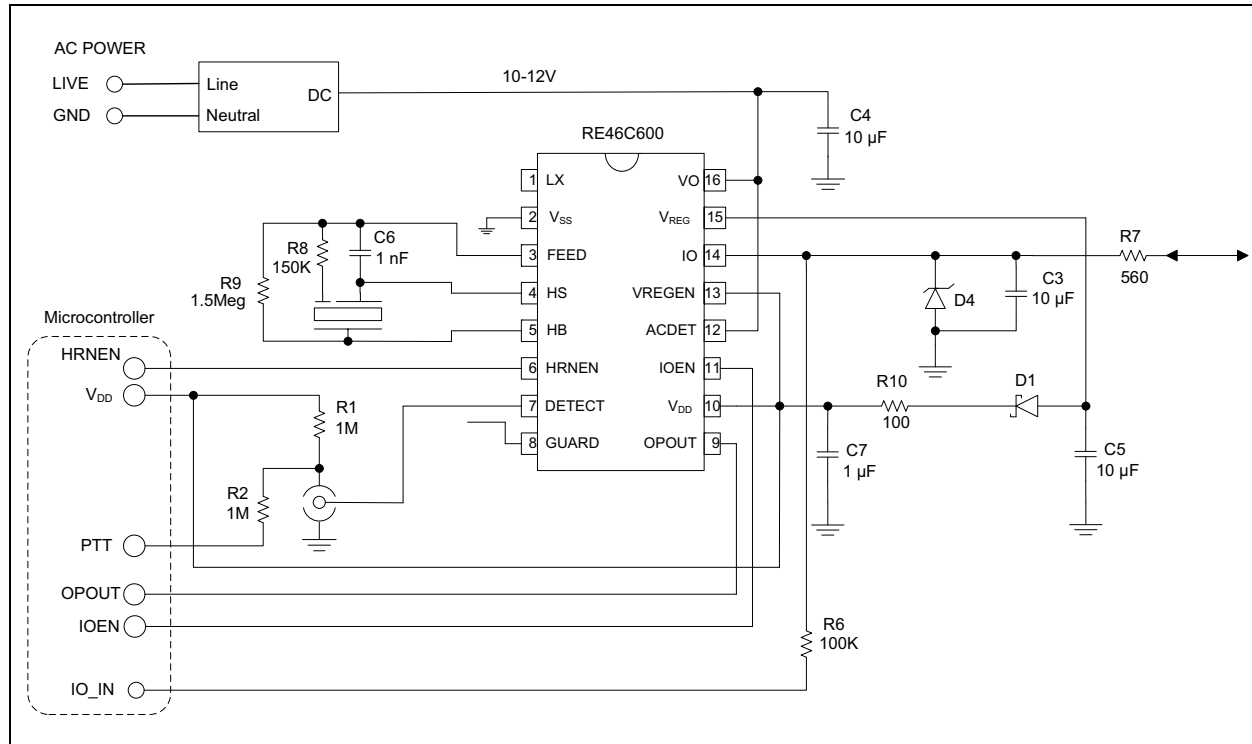 AC POWER
LIVE
GND
Line
Neutral
DC
10-12V
C4
10 µF
RE46C600
1 LX
2 VSS
3 FEED
4 HS
5 HB
6 HRNEN
7 DETECT
8 GUARD
VO 16
VREG 15
IO 14
VREGEN 13
ACDET 12
IOEN 11
VDD 10
OPOUT 9
R8
150K
C6
1 nF
R9
1.5Meg
R7
560
D4
C3
10 µF
R10
100
D1
C7
1 µF
C5
10 µF
Microcontroller
HRNEN
VDD
R1
1M
R2
1M
PTT
OPOUT
IOEN
IO_IN
R6
100K